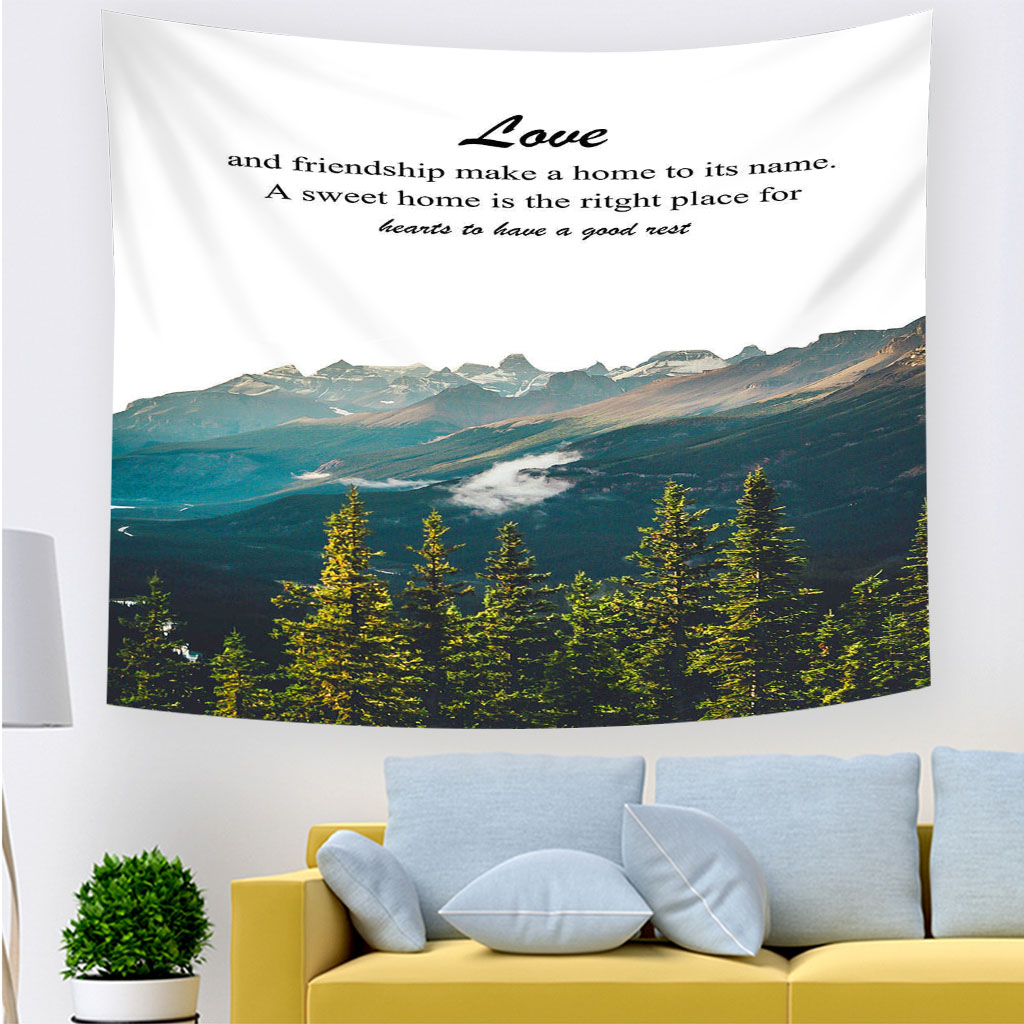 Love
and friendship make a home to its name.
A sweet home is the ritght place for
hearts to have a good rest